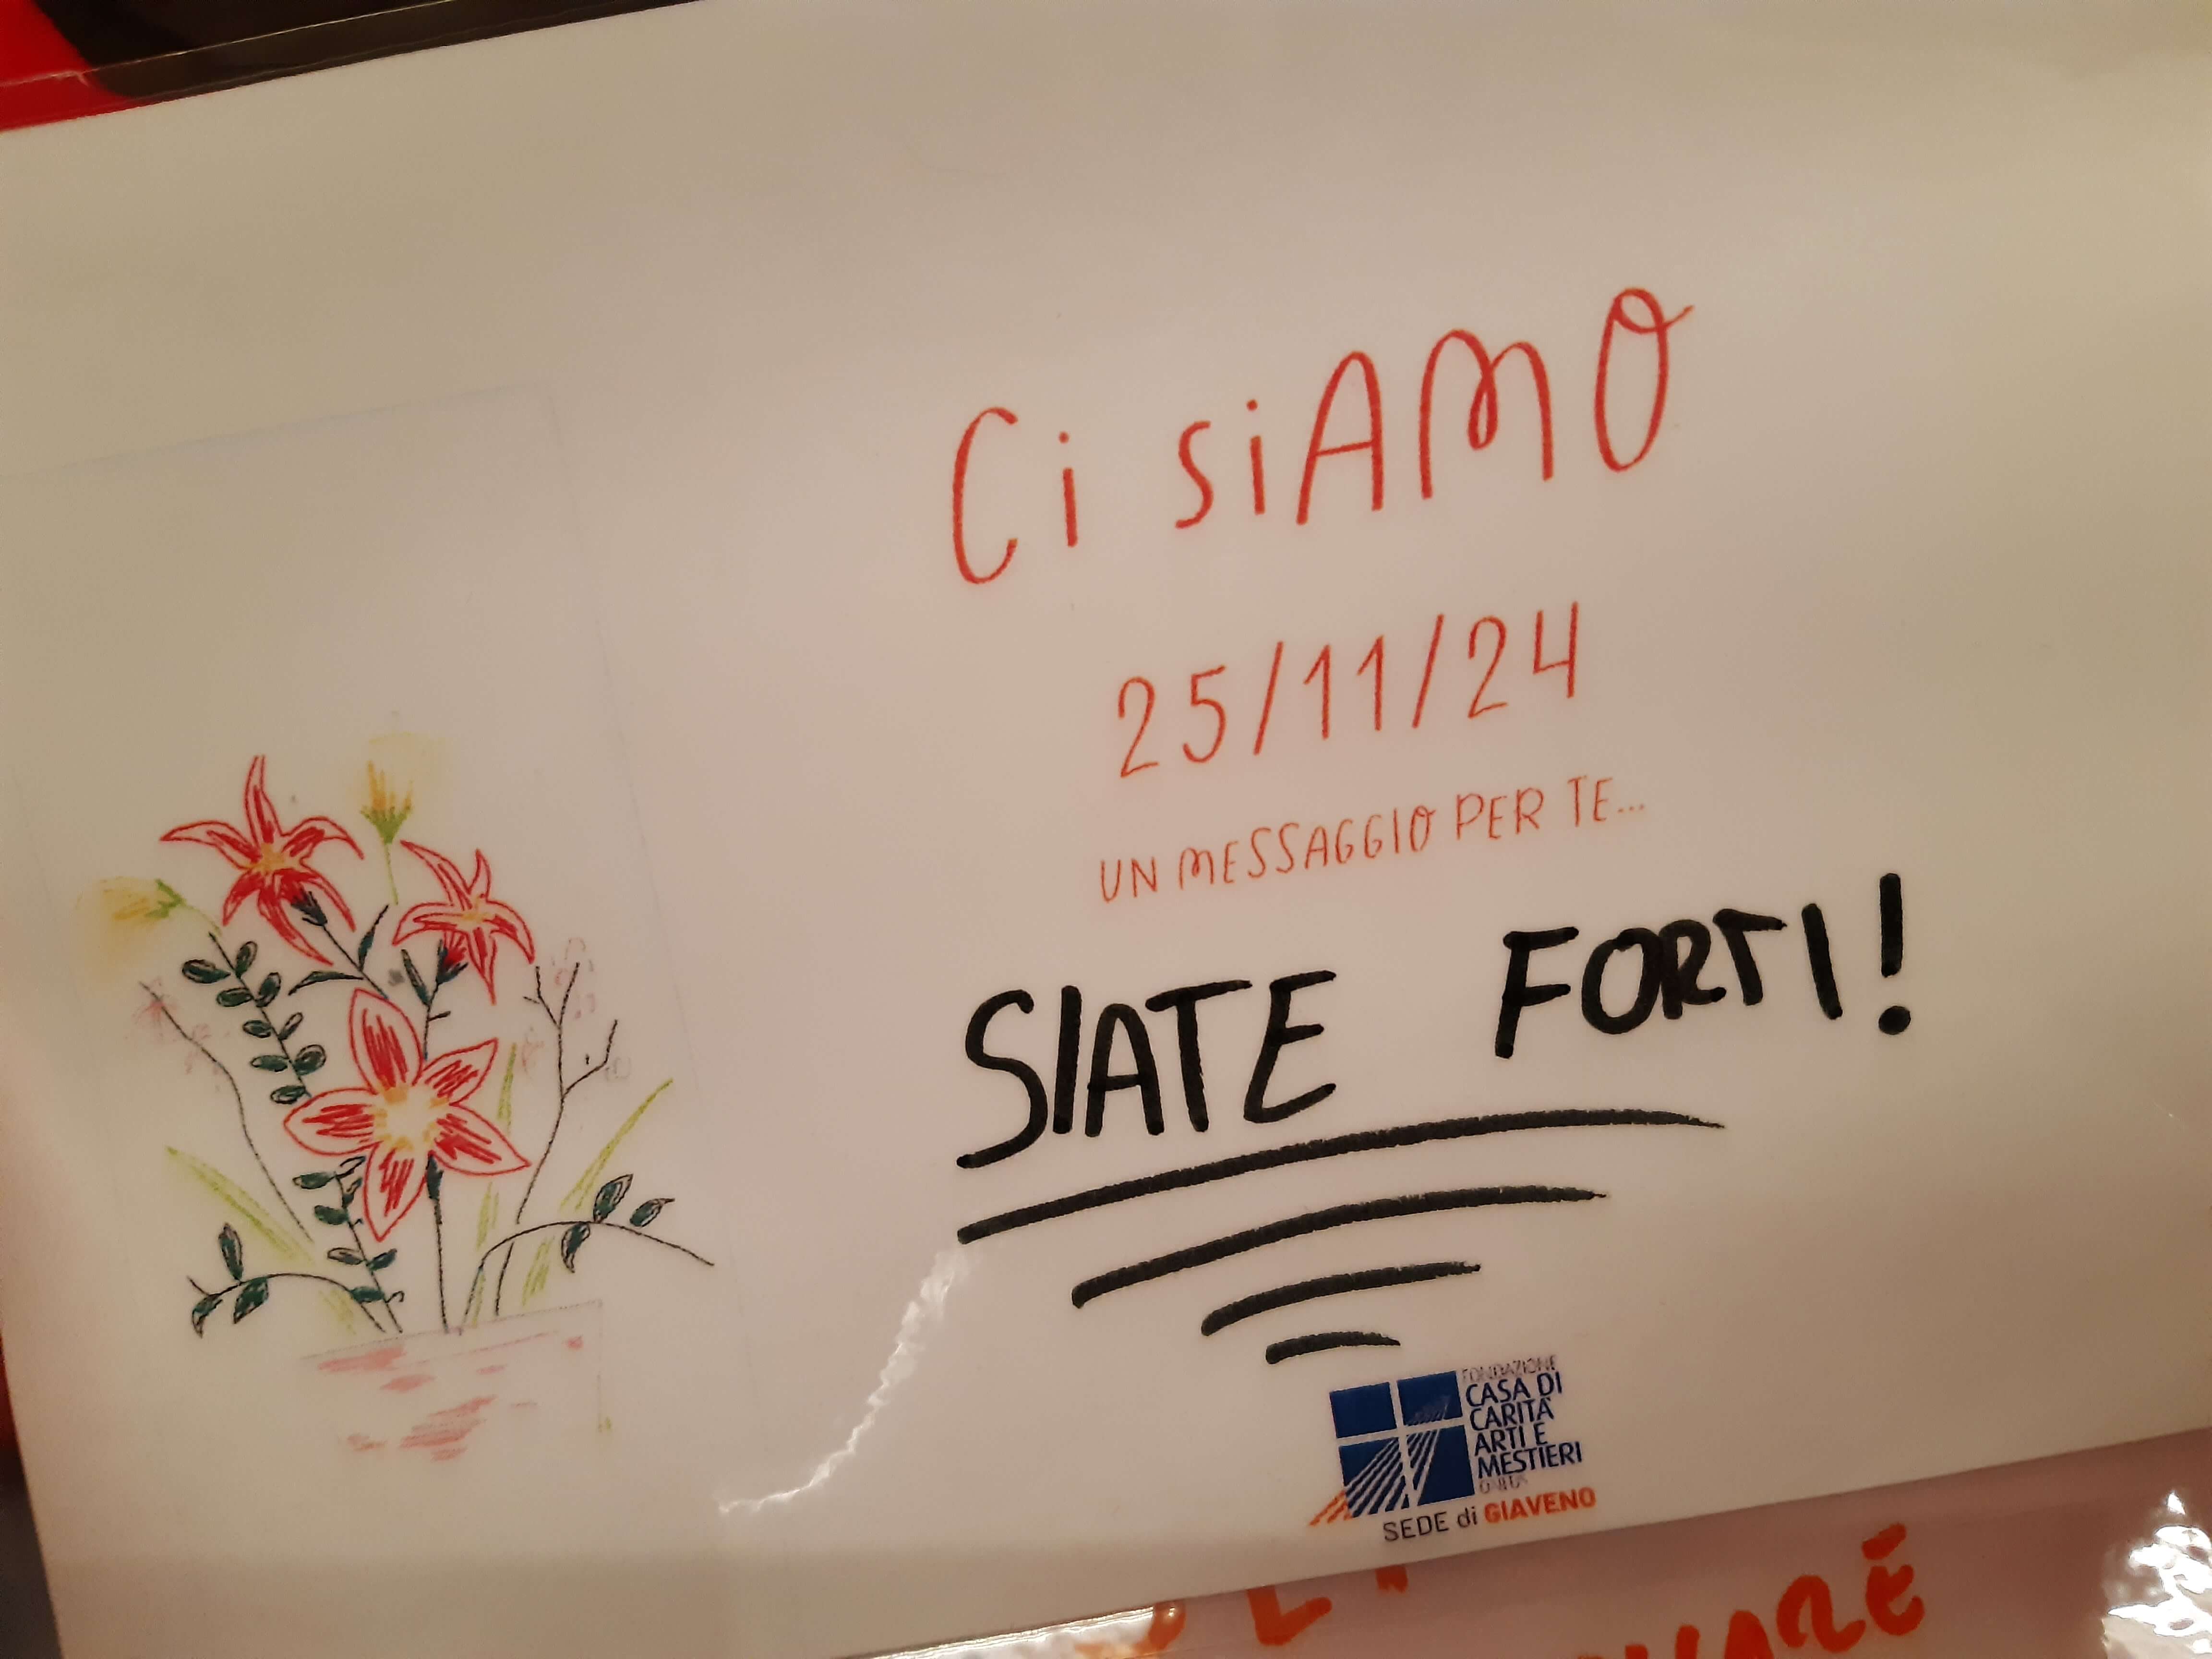 Ci siAMO
25/11/24
UN MESSAGGIO PER TE...
SIATE FORTI!
FONDAZIONE
CASA DI
CARITÀ
ARTI E
MESTIERI
SEDE di GIAVENO